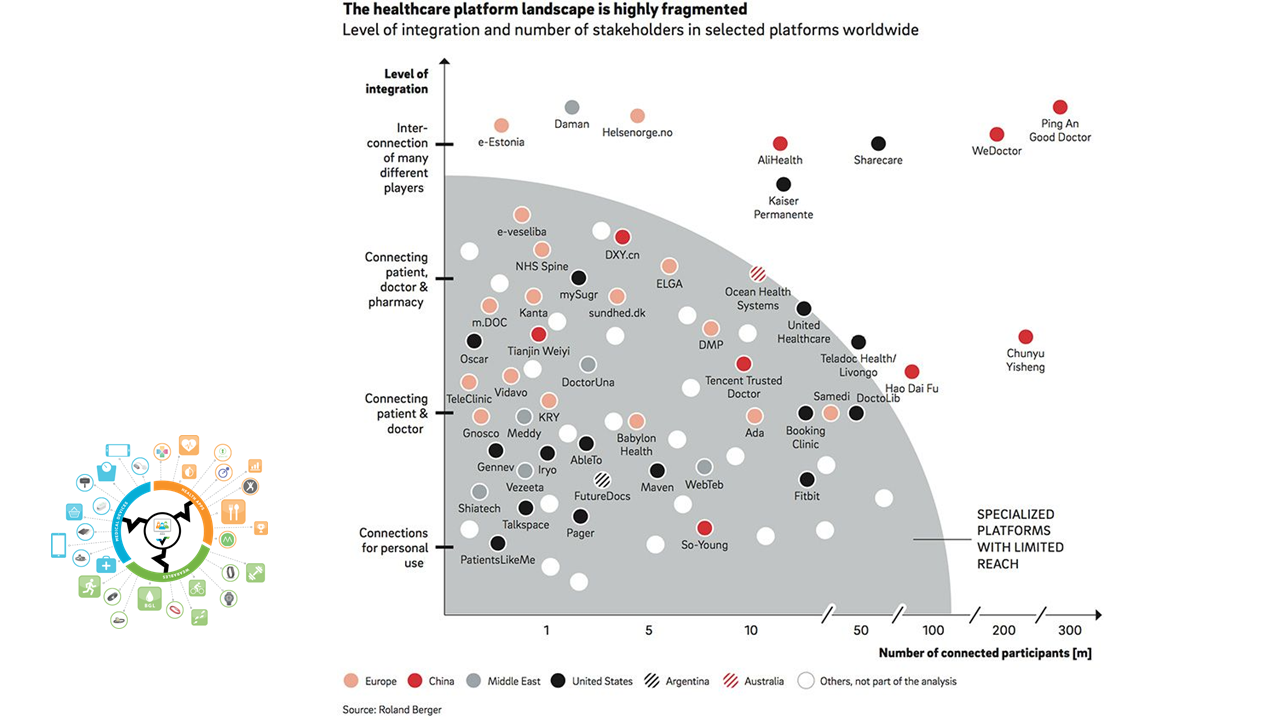 The healthcare platform landscape is highly fragmented
Level of integration and number of stakeholders in selected platforms worldwide
Level of
integration
Inter-
connection
of many
different
players
Connecting
patient,
doctor &
pharmacy
Connecting
patient &
doctor
Connections
for personal
use
e-Estonia
Daman
Helsenorge.no
AliHealth
Sharecare
WeDoctor
Ping An
Good Doctor
Kaiser
Permanente
e-veseliba
DXY.cn
NHS Spine
ELGA
mySugr
Ocean Health
Systems
m.DOC
Kanta
sundhed.dk
United
Healthcare
DMP
Oscar
Tianjin Weiyi
Teladoc Health/
Livongo
Chunyu
Yisheng
DoctorUna
Tencent Trusted
Doctor
Hao Dai Fu
TeleClinic
Vidavo
Samedi
DoctoLib
KRY
Gnosco
Meddy
Babylon
Health
Ada
Booking
Clinic
Gennev
Iryo
AbleTo
Vezeeta
FutureDocs
Maven
WebTeb
Fitbit
Shiatech
Talkspace
Pager
So-Young
PatientsLikeMe
SPECIALIZED
PLATFORMS
WITH LIMITED
REACH
1
5
10
50
100
200
300
Number of connected participants [m]
Europe
China
Middle East
United States
Argentina
Australia
Others, not part of the analysis
Source: Roland Berger
MEDICAL DEVICES
HEALTH APPS
WEARABLES
BGL